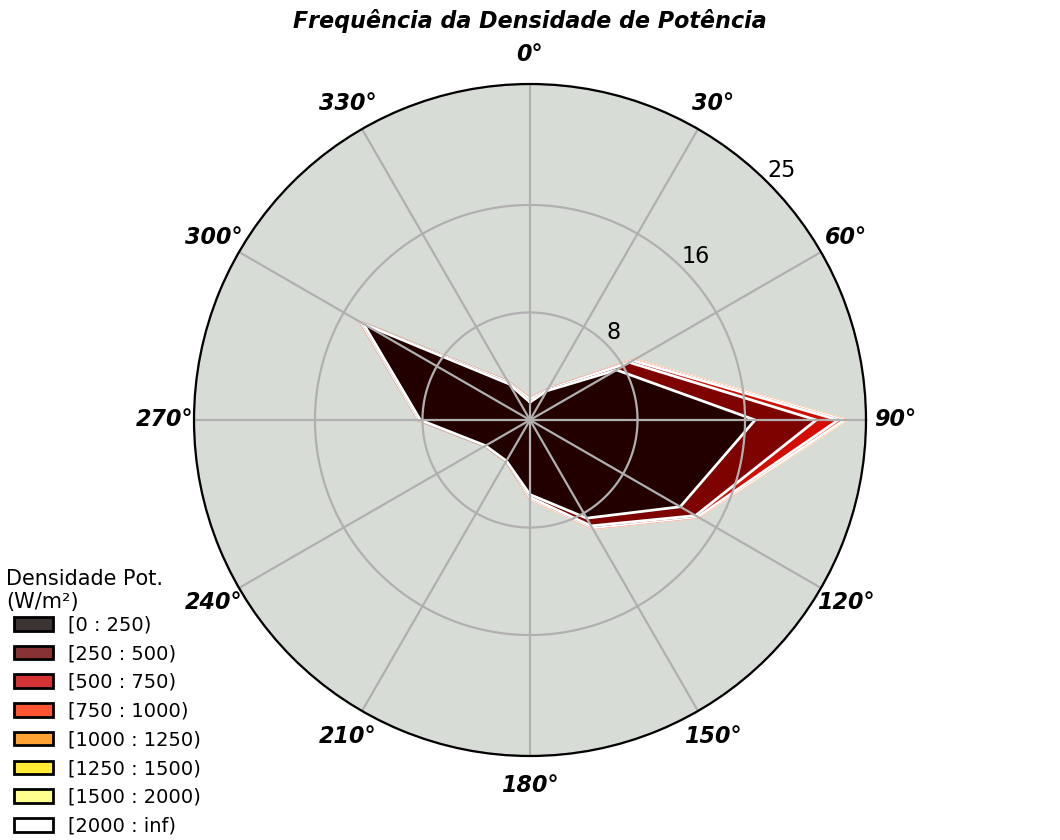 Frequência da Densidade de Potência
0°
330°
30°
25
300°
60°
16
8
270°
90°
240°
120°
210°
150°
180°
Densidade Pot.
(W/m²)
[0 : 250)
[250 : 500)
[500 : 750)
[750 : 1000)
[1000 : 1250)
[1250 : 1500)
[1500 : 2000)
[2000 : inf)